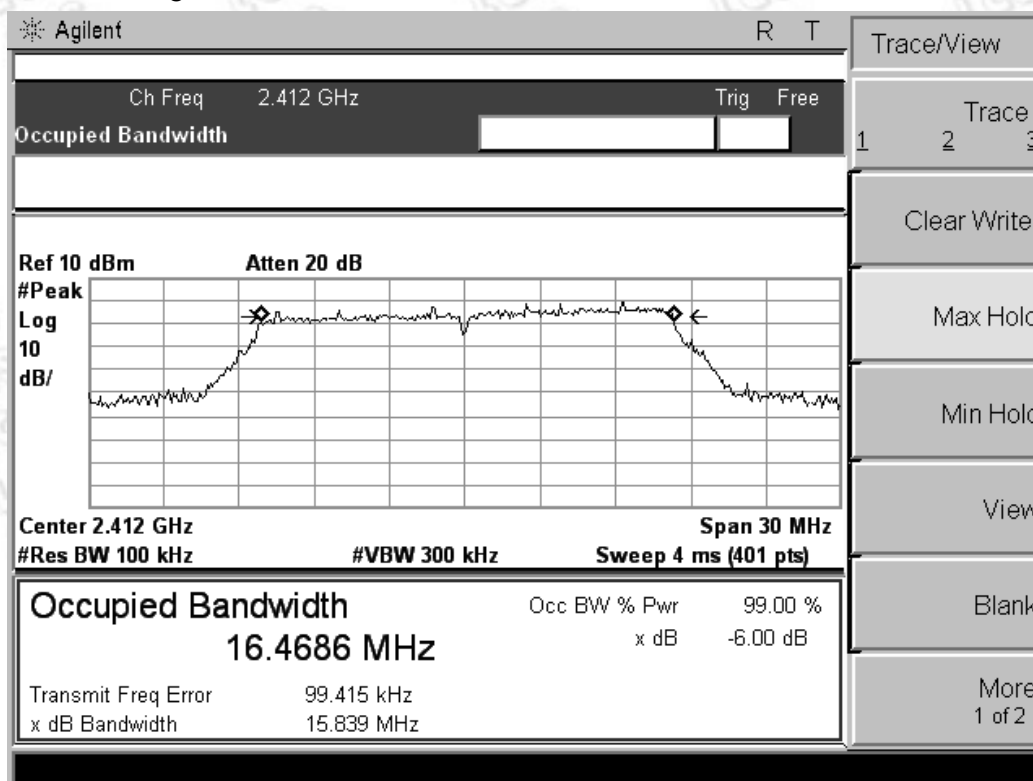 Agilent R T
Trace/View
Ch Freq 2.412 GHz Trig Free
Occupied Bandwidth
Trace
1 2 3
Clear Write
Ref 10 dBm Atten 20 dB
#Peak
Log
10
dB/
Max Hold
Min Hold
View
Center 2.412 GHz Span 30 MHz
#Res BW 100 kHz #VBW 300 kHz Sweep 4 ms (401 pts)
Occupied Bandwidth Occ BW % Pwr 99.00 %
16.4686 MHz x dB -6.00 dB
Blank
Transmit Freq Error 99.415 kHz
x dB Bandwidth 15.839 MHz
More
1 of 2